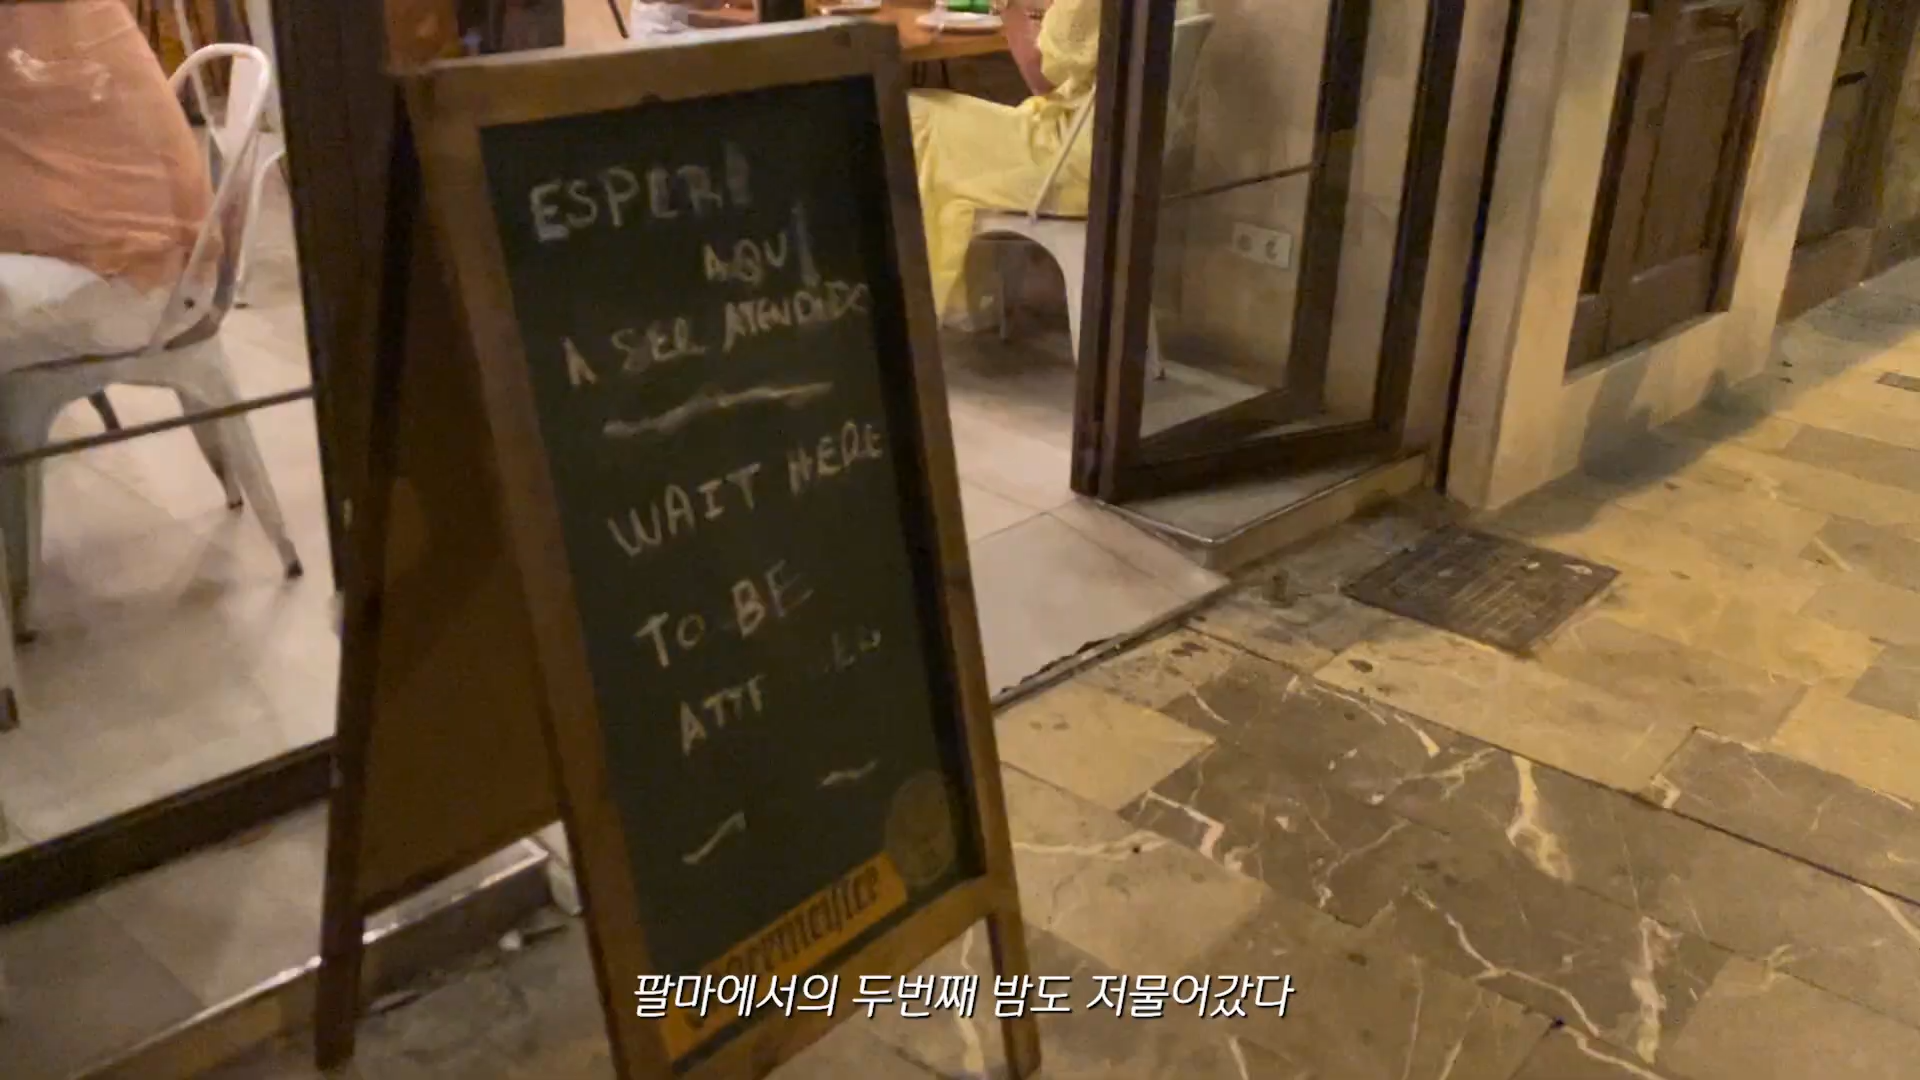 ESPERE
AQUI
A SER ATENDIDO
WAIT HERE
TO BE
팔마에서의 두번째 밤도 저물어갔다